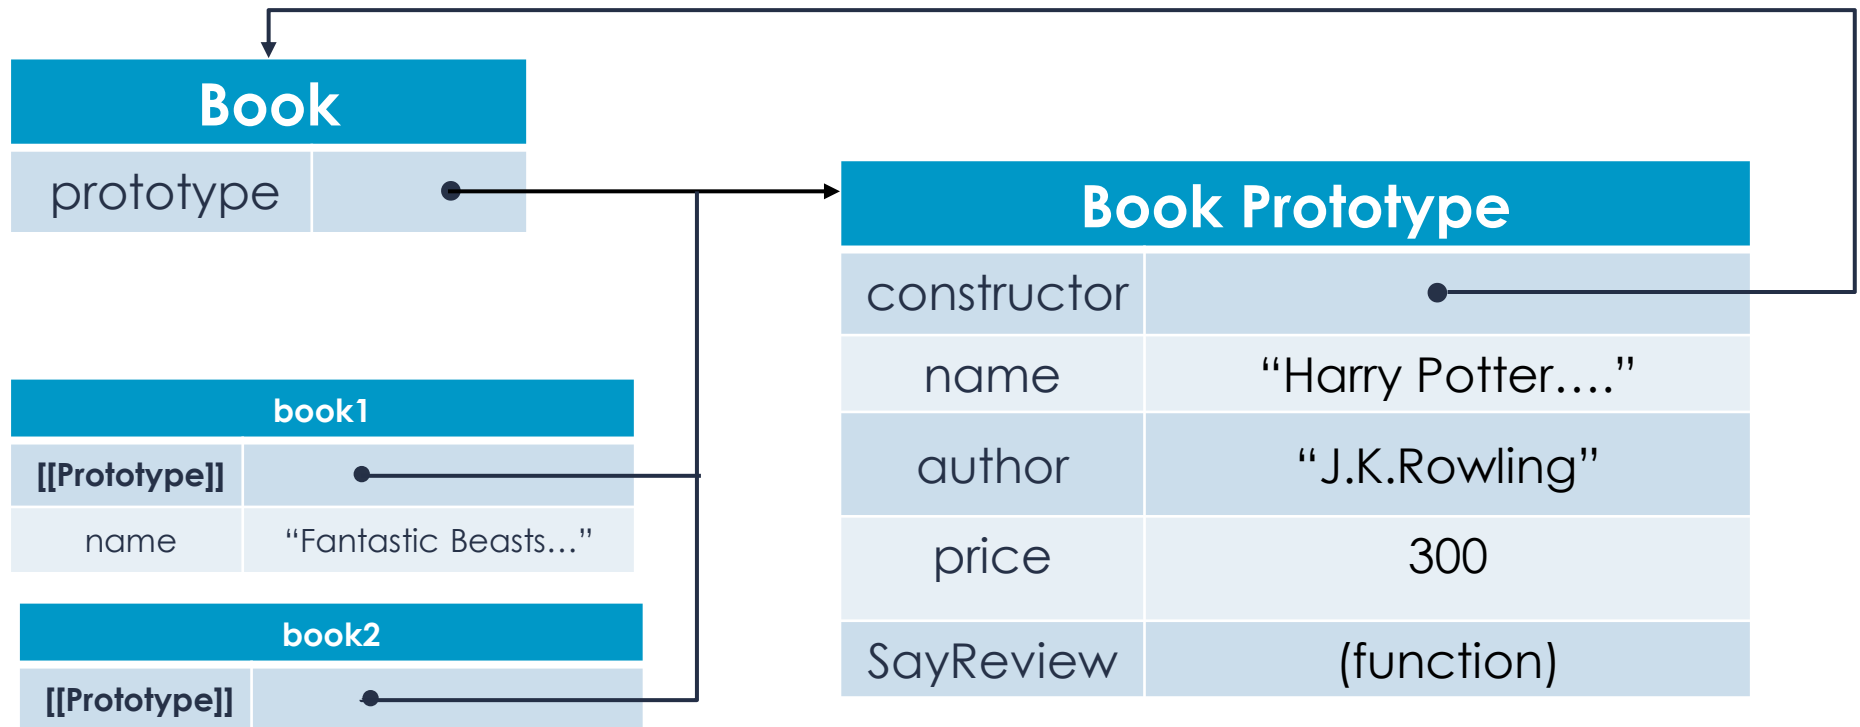 Book
prototype
Book Prototype
constructor
name “Harry Potter....”
author “J.K.Rowling”
price 300
SayReview (function)
book1
[[Prototype]]
name “Fantastic Beasts...”
book2
[[Prototype]]